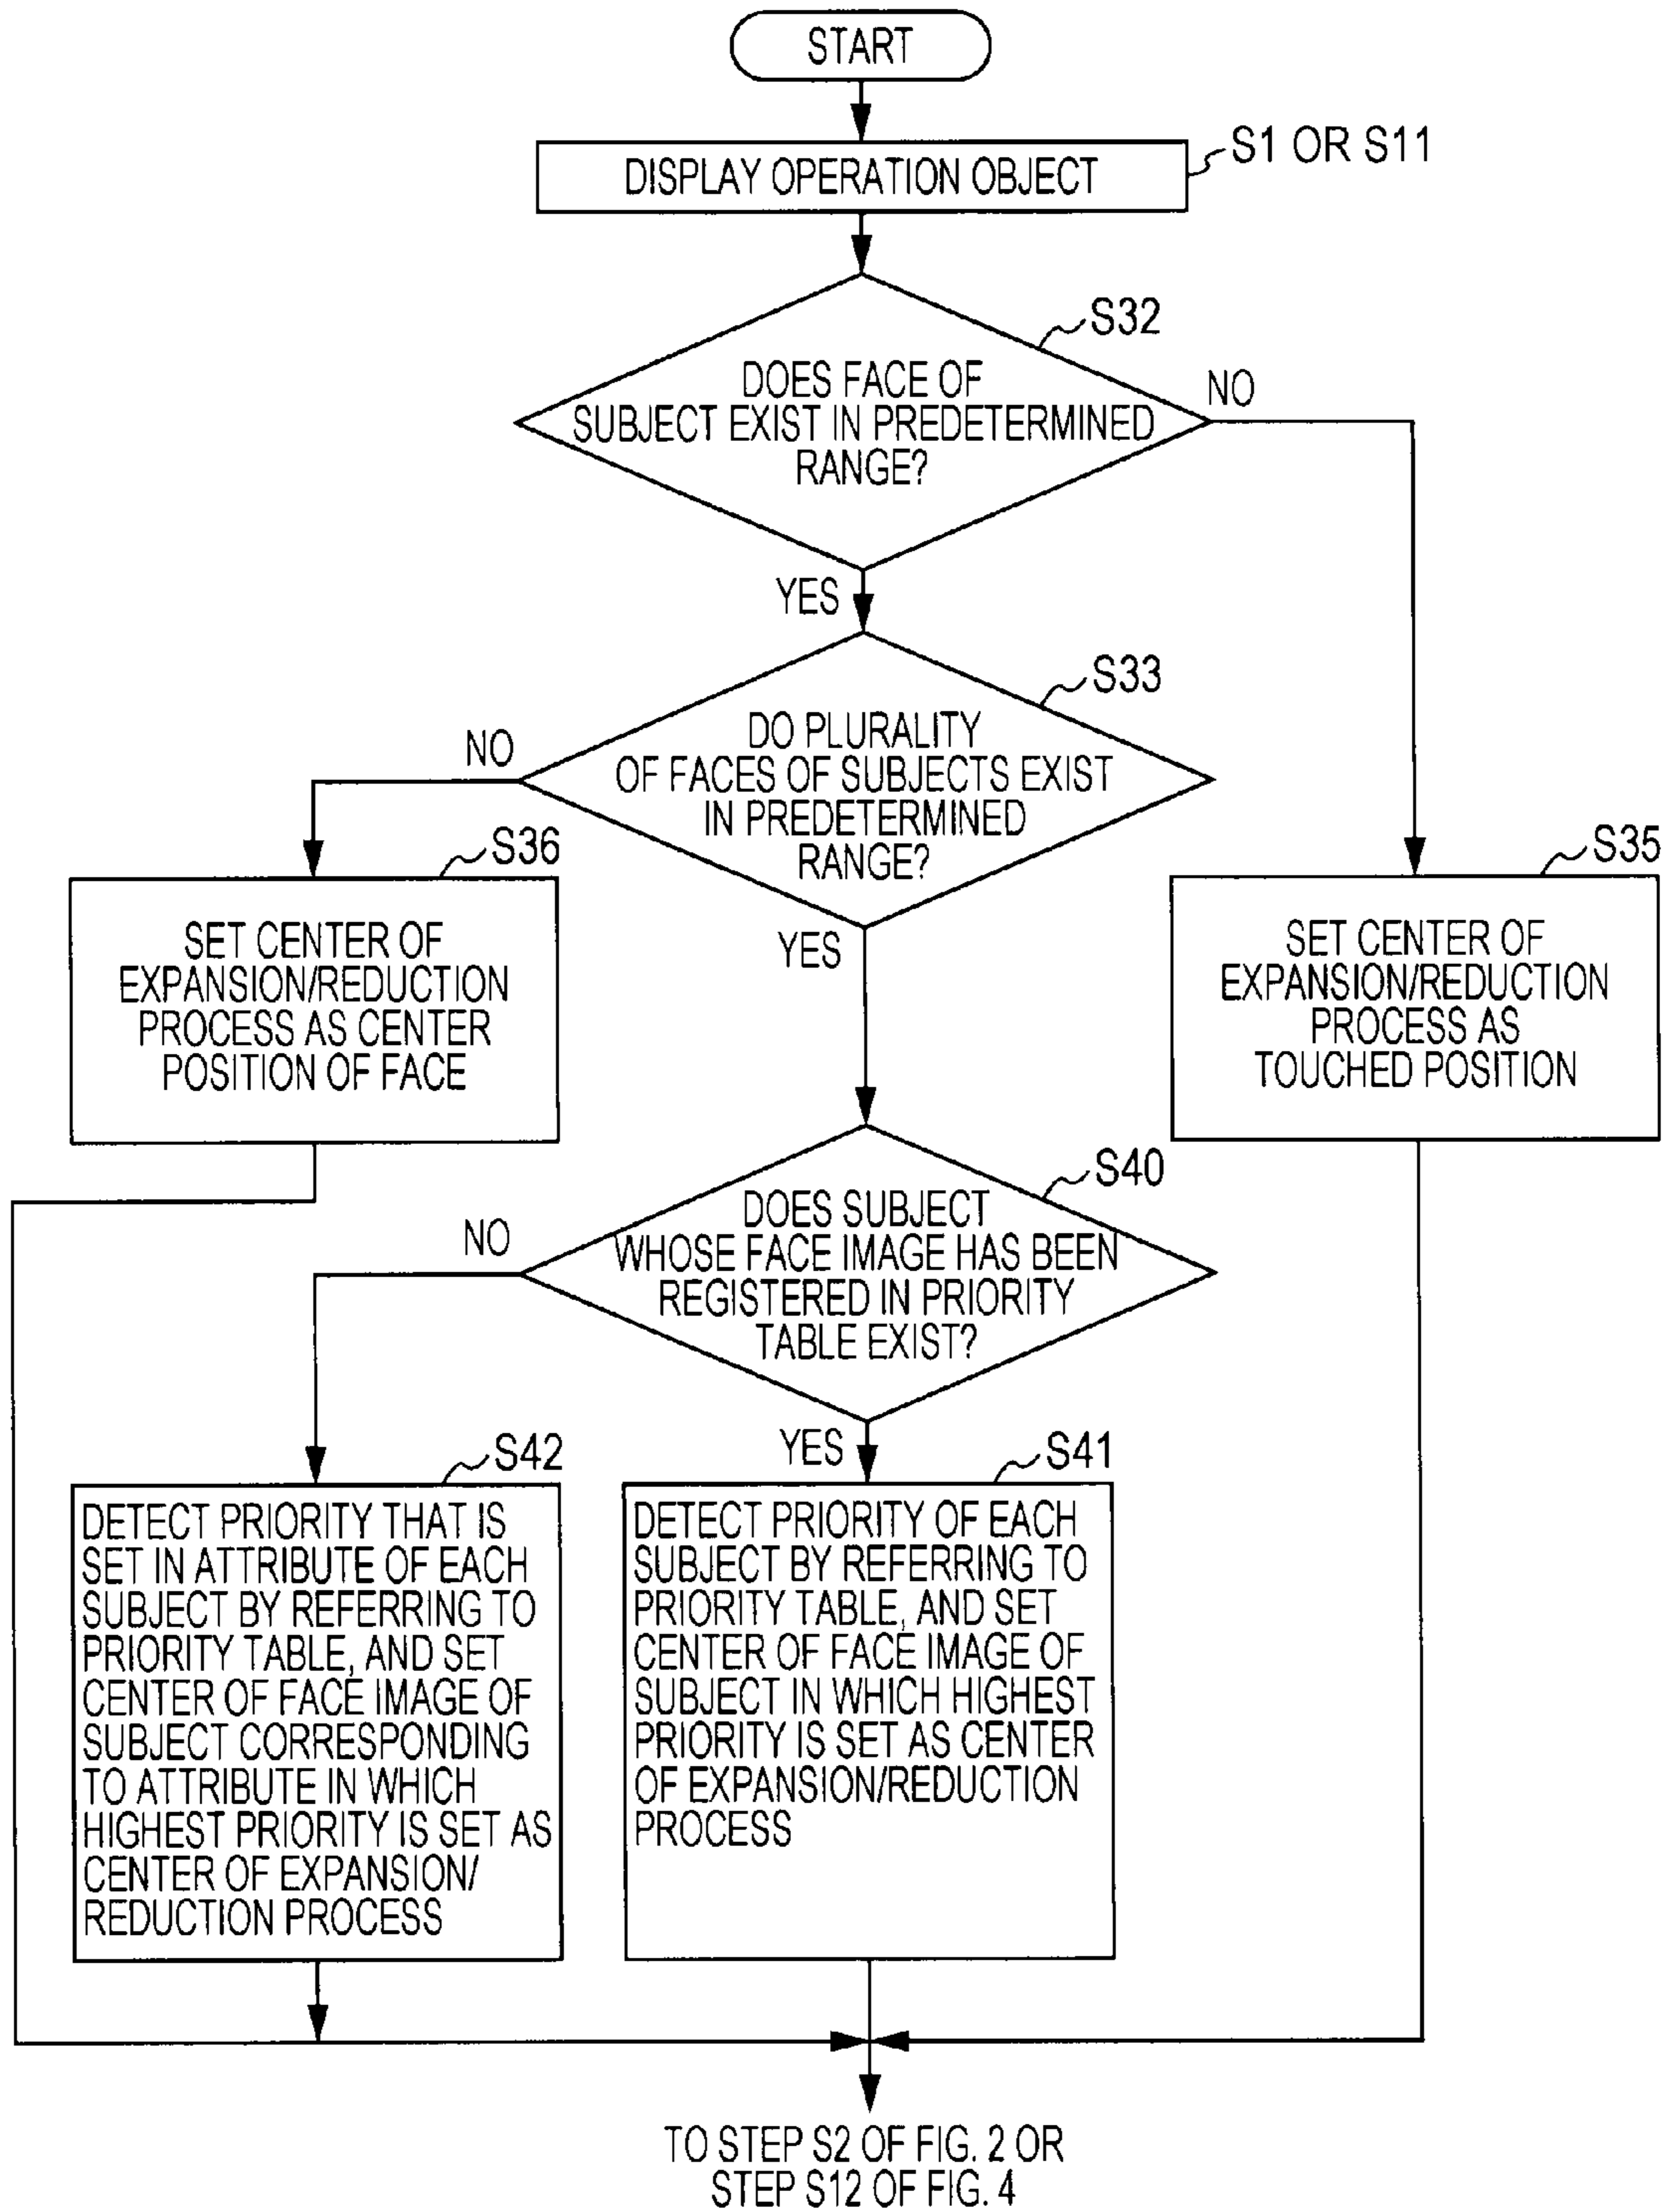 START
DISPLAY OPERATION OBJECT
S1 OR S11
S32
DOES FACE OF
SUBJECT EXIST IN PREDETERMINED
RANGE?
NO
YES
S33
DO PLURALITY
OF FACES OF SUBJECTS EXIST
IN PREDETERMINED
RANGE?
NO
YES
S36
SET CENTER OF
EXPANSION/REDUCTION
PROCESS AS CENTER
POSITION OF FACE
S35
SET CENTER OF
EXPANSION/REDUCTION
PROCESS AS
TOUCHED POSITION
S40
DOES SUBJECT
WHOSE FACE IMAGE HAS BEEN
REGISTERED IN PRIORITY
TABLE EXIST?
NO
YES
S42
DETECT PRIORITY THAT IS
SET IN ATTRIBUTE OF EACH
SUBJECT BY REFERRING TO
PRIORITY TABLE, AND SET
CENTER OF FACE IMAGE OF
SUBJECT CORRESPONDING
TO ATTRIBUTE IN WHICH
HIGHEST PRIORITY IS SET AS
CENTER OF EXPANSION/
REDUCTION PROCESS
S41
DETECT PRIORITY OF EACH
SUBJECT BY REFERRING TO
PRIORITY TABLE, AND SET
CENTER OF FACE IMAGE OF
SUBJECT IN WHICH HIGHEST
PRIORITY IS SET AS CENTER
OF EXPANSION/REDUCTION
PROCESS
TO STEP S2 OF FIG. 2 OR
STEP S12 OF FIG. 4